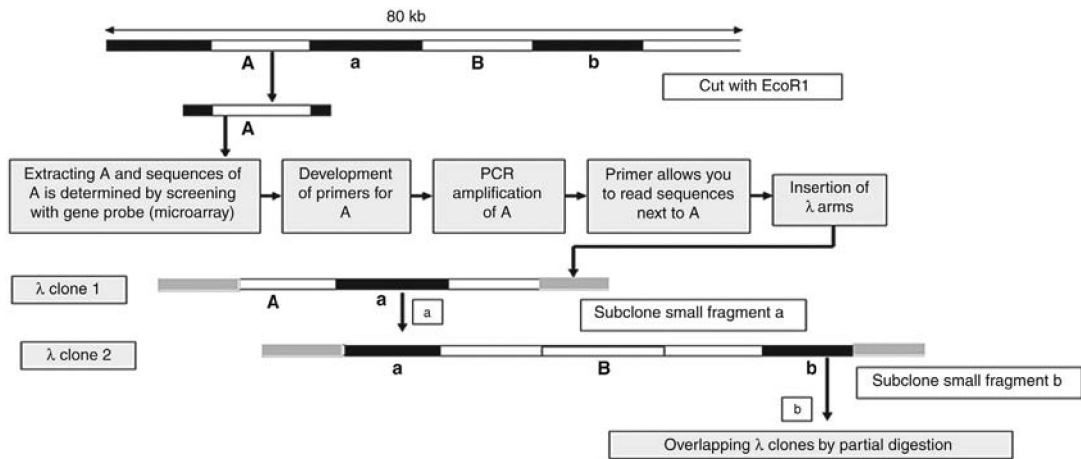 80 kb
A a B b
Cut with EcoR1
A
Extracting A and sequences of
A is determined by screening
with gene probe (microarray)
Development
of primers for
A
PCR
amplification
of A
Primer allows you
to read sequences
next to A
Insertion of
λ arms
λ clone 1
A a
a
Subclone small fragment a
λ clone 2
a B b
Subclone small fragment b
b
Overlapping λ clones by partial digestion